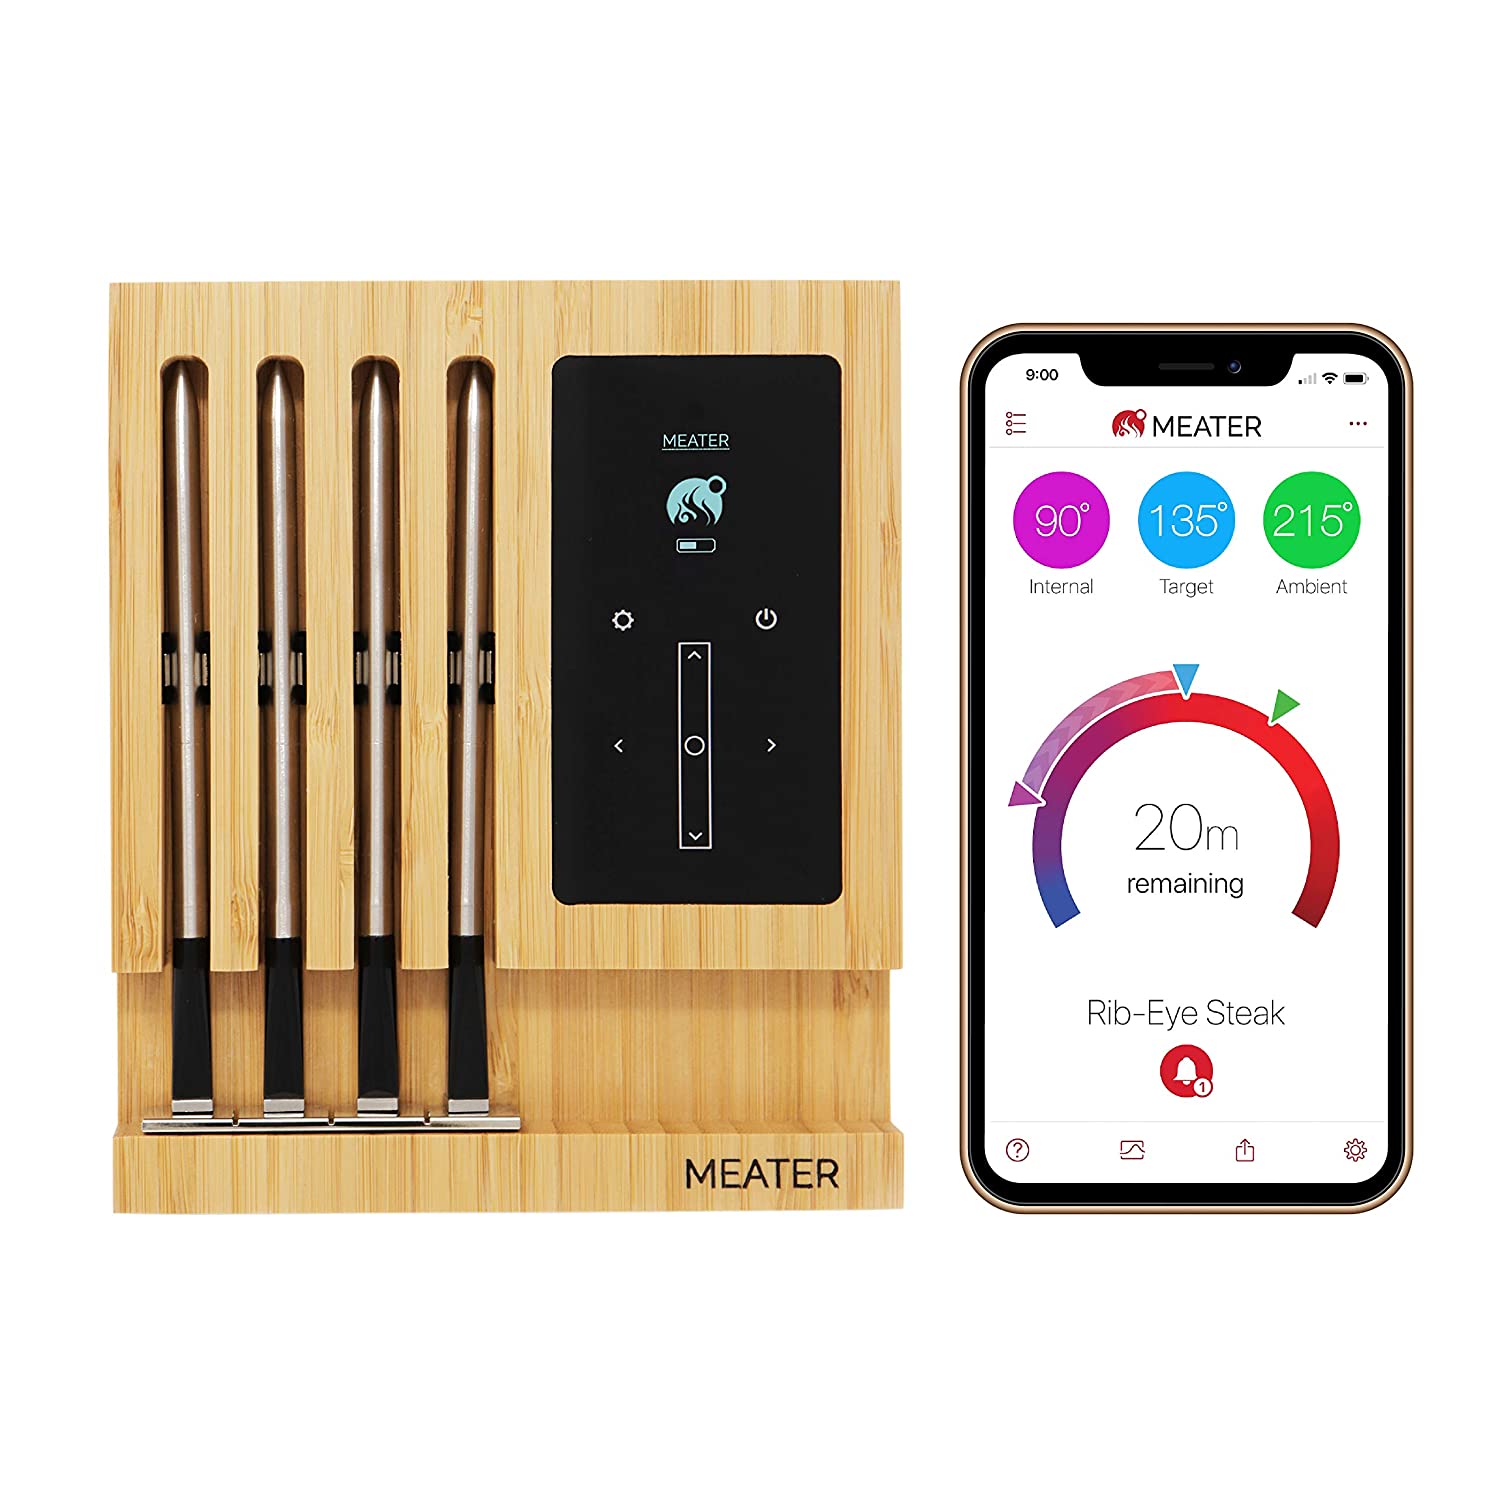 MEATER
MEATER
9:00
MEATER
90° 135° 215°
Internal Target Ambient
20m
remaining
Rib-Eye Steak
1